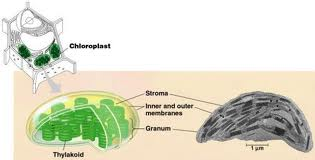 Chloroplast
Stroma
Inner and outer
membranes
Granum
Thylakoid
1 µm